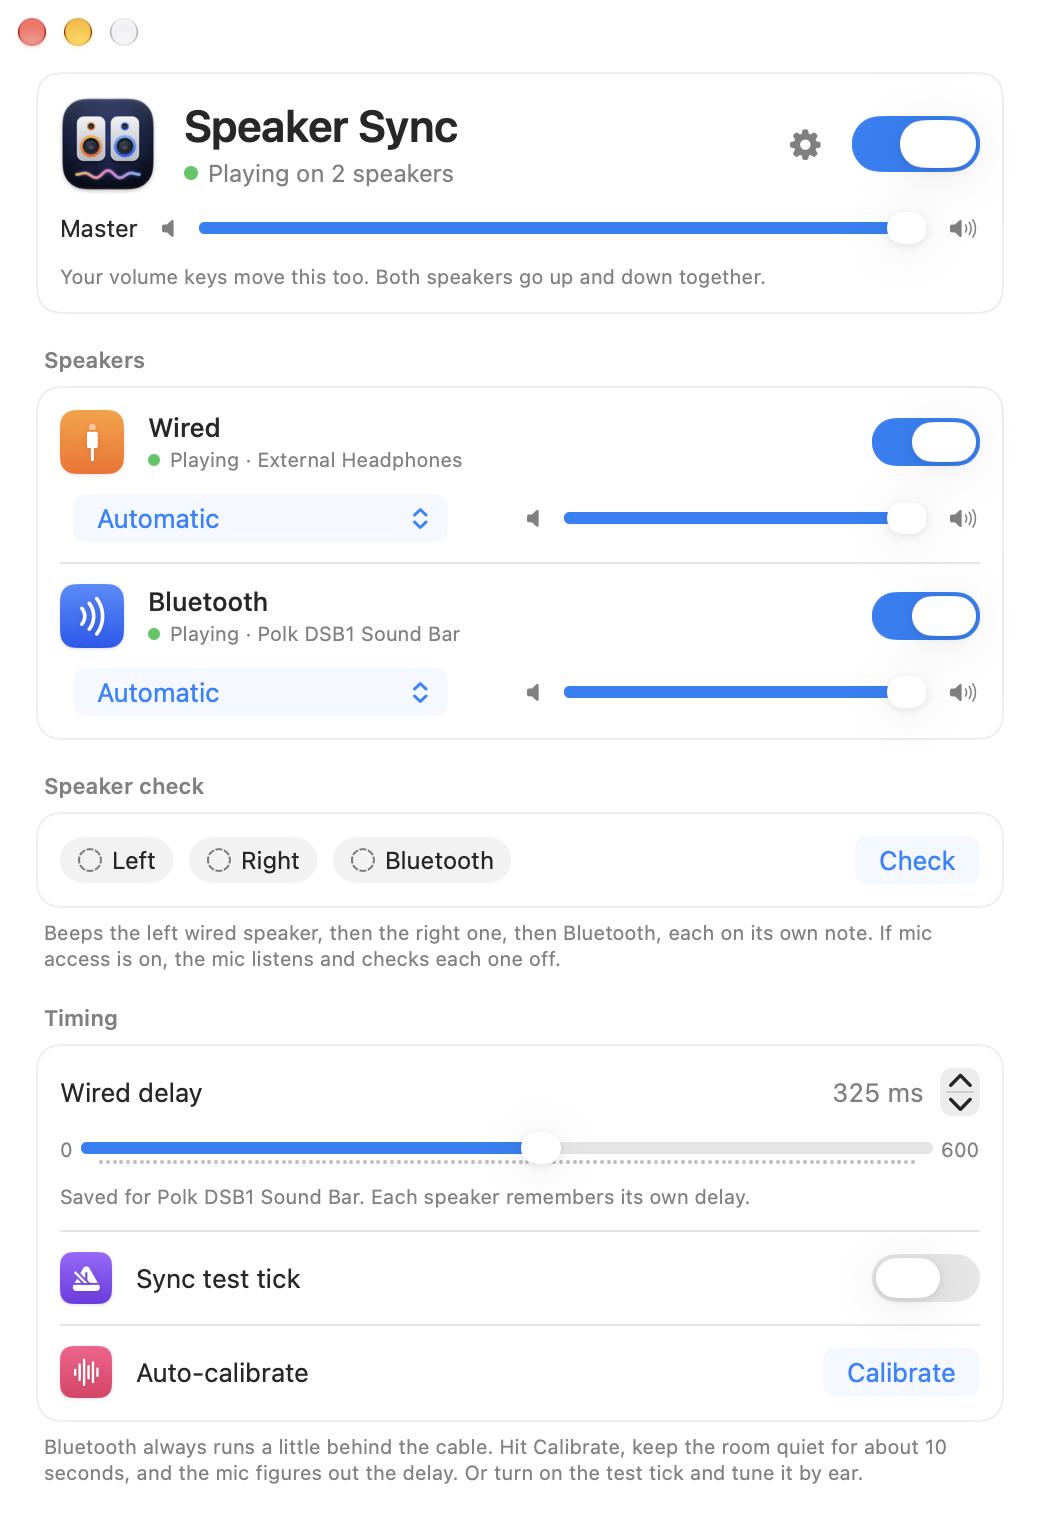 Speaker Sync
Playing on 2 speakers
Master
Your volume keys move this too. Both speakers go up and down together.
Speakers
Wired
Playing · External Headphones
Automatic
Bluetooth
Playing · Polk DSB1 Sound Bar
Automatic
Speaker check
Left Right Bluetooth Check
Beeps the left wired speaker, then the right one, then Bluetooth, each on its own note. If mic
access is on, the mic listens and checks each one off.
Timing
Wired delay 325 ms
0 600
Saved for Polk DSB1 Sound Bar. Each speaker remembers its own delay.
Sync test tick
Auto-calibrate Calibrate
Bluetooth always runs a little behind the cable. Hit Calibrate, keep the room quiet for about 10
seconds, and the mic figures out the delay. Or turn on the test tick and tune it by ear.